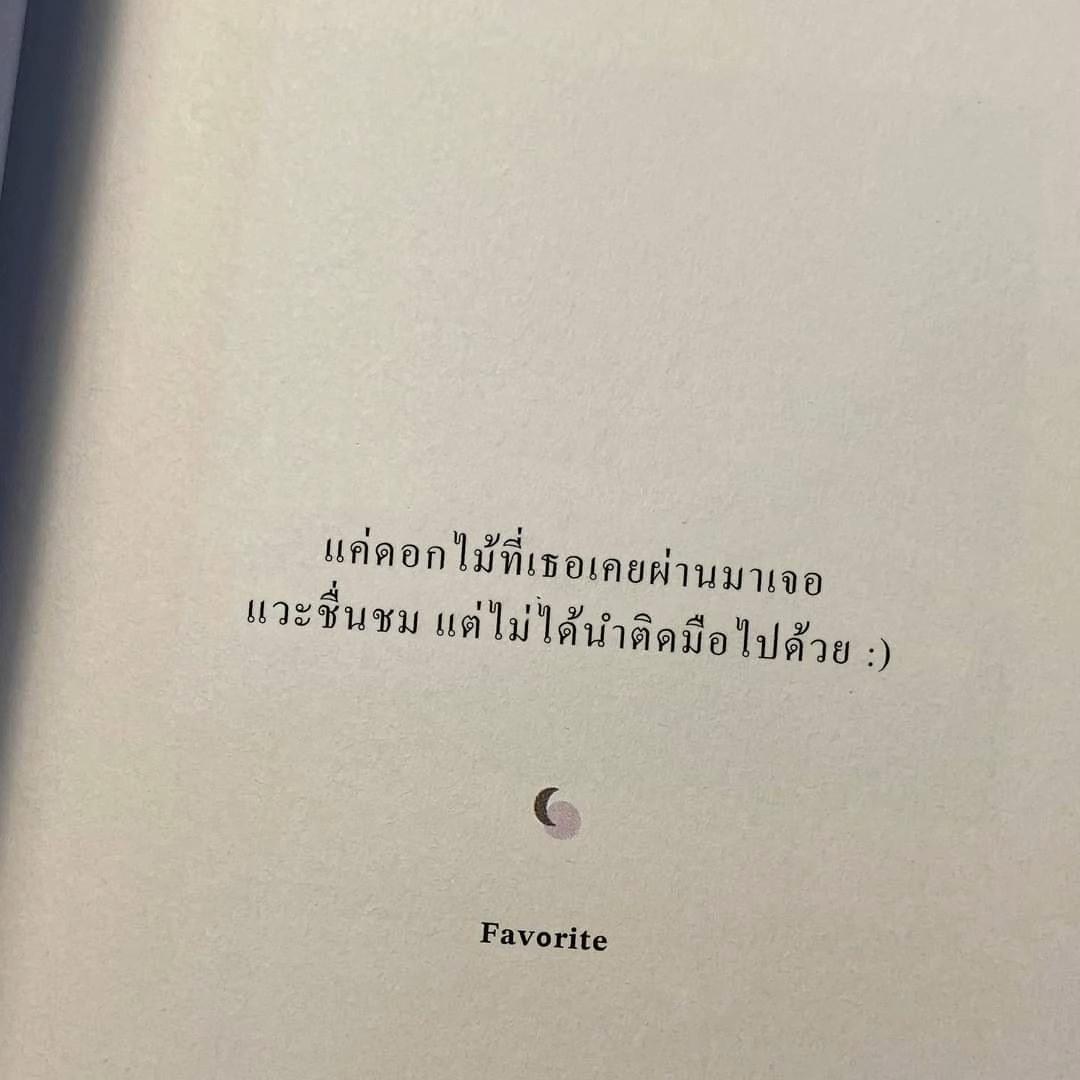 แค่ดอกไม้ที่เธอเคยผ่านมาเจอ
แวะชื่นชม แต่ไม่ได้นำติดมือไปด้วย :)
Favorite